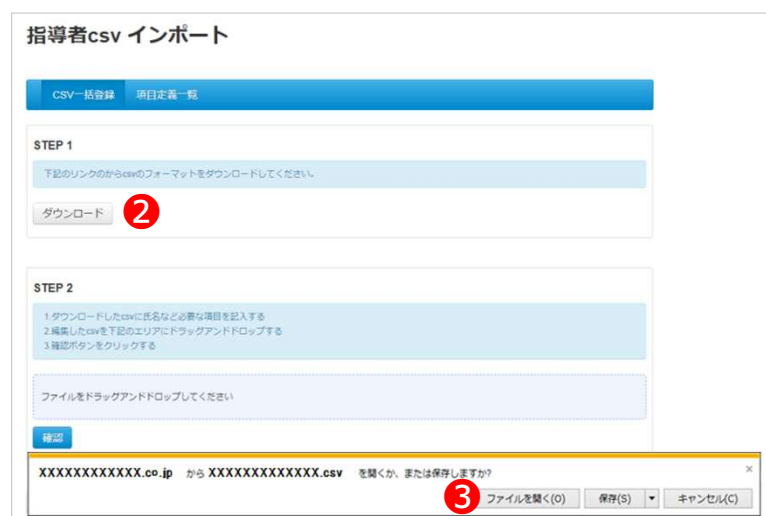 指導者csv インポート
CSV一括登録 項目定義一覧
STEP 1
下記のリンクのからcsvのフォーマットをダウンロードしてください。
ダウンロード 2
STEP 2
1.ダウンロードしたcsvに氏名など必要な項目を記入する
2.編集したcsvを下記のエリアにドラッグアンドドロップする
3.確認ボタンをクリックする
ファイルをドラッグアンドドロップしてください
確認
XXXXXXXXXXXX.co.jp から XXXXXXXXXXXXX.csv を開くか、または保存しますか? ×
3 ファイルを開く(O) 保存(S) ▼ キャンセル(C)